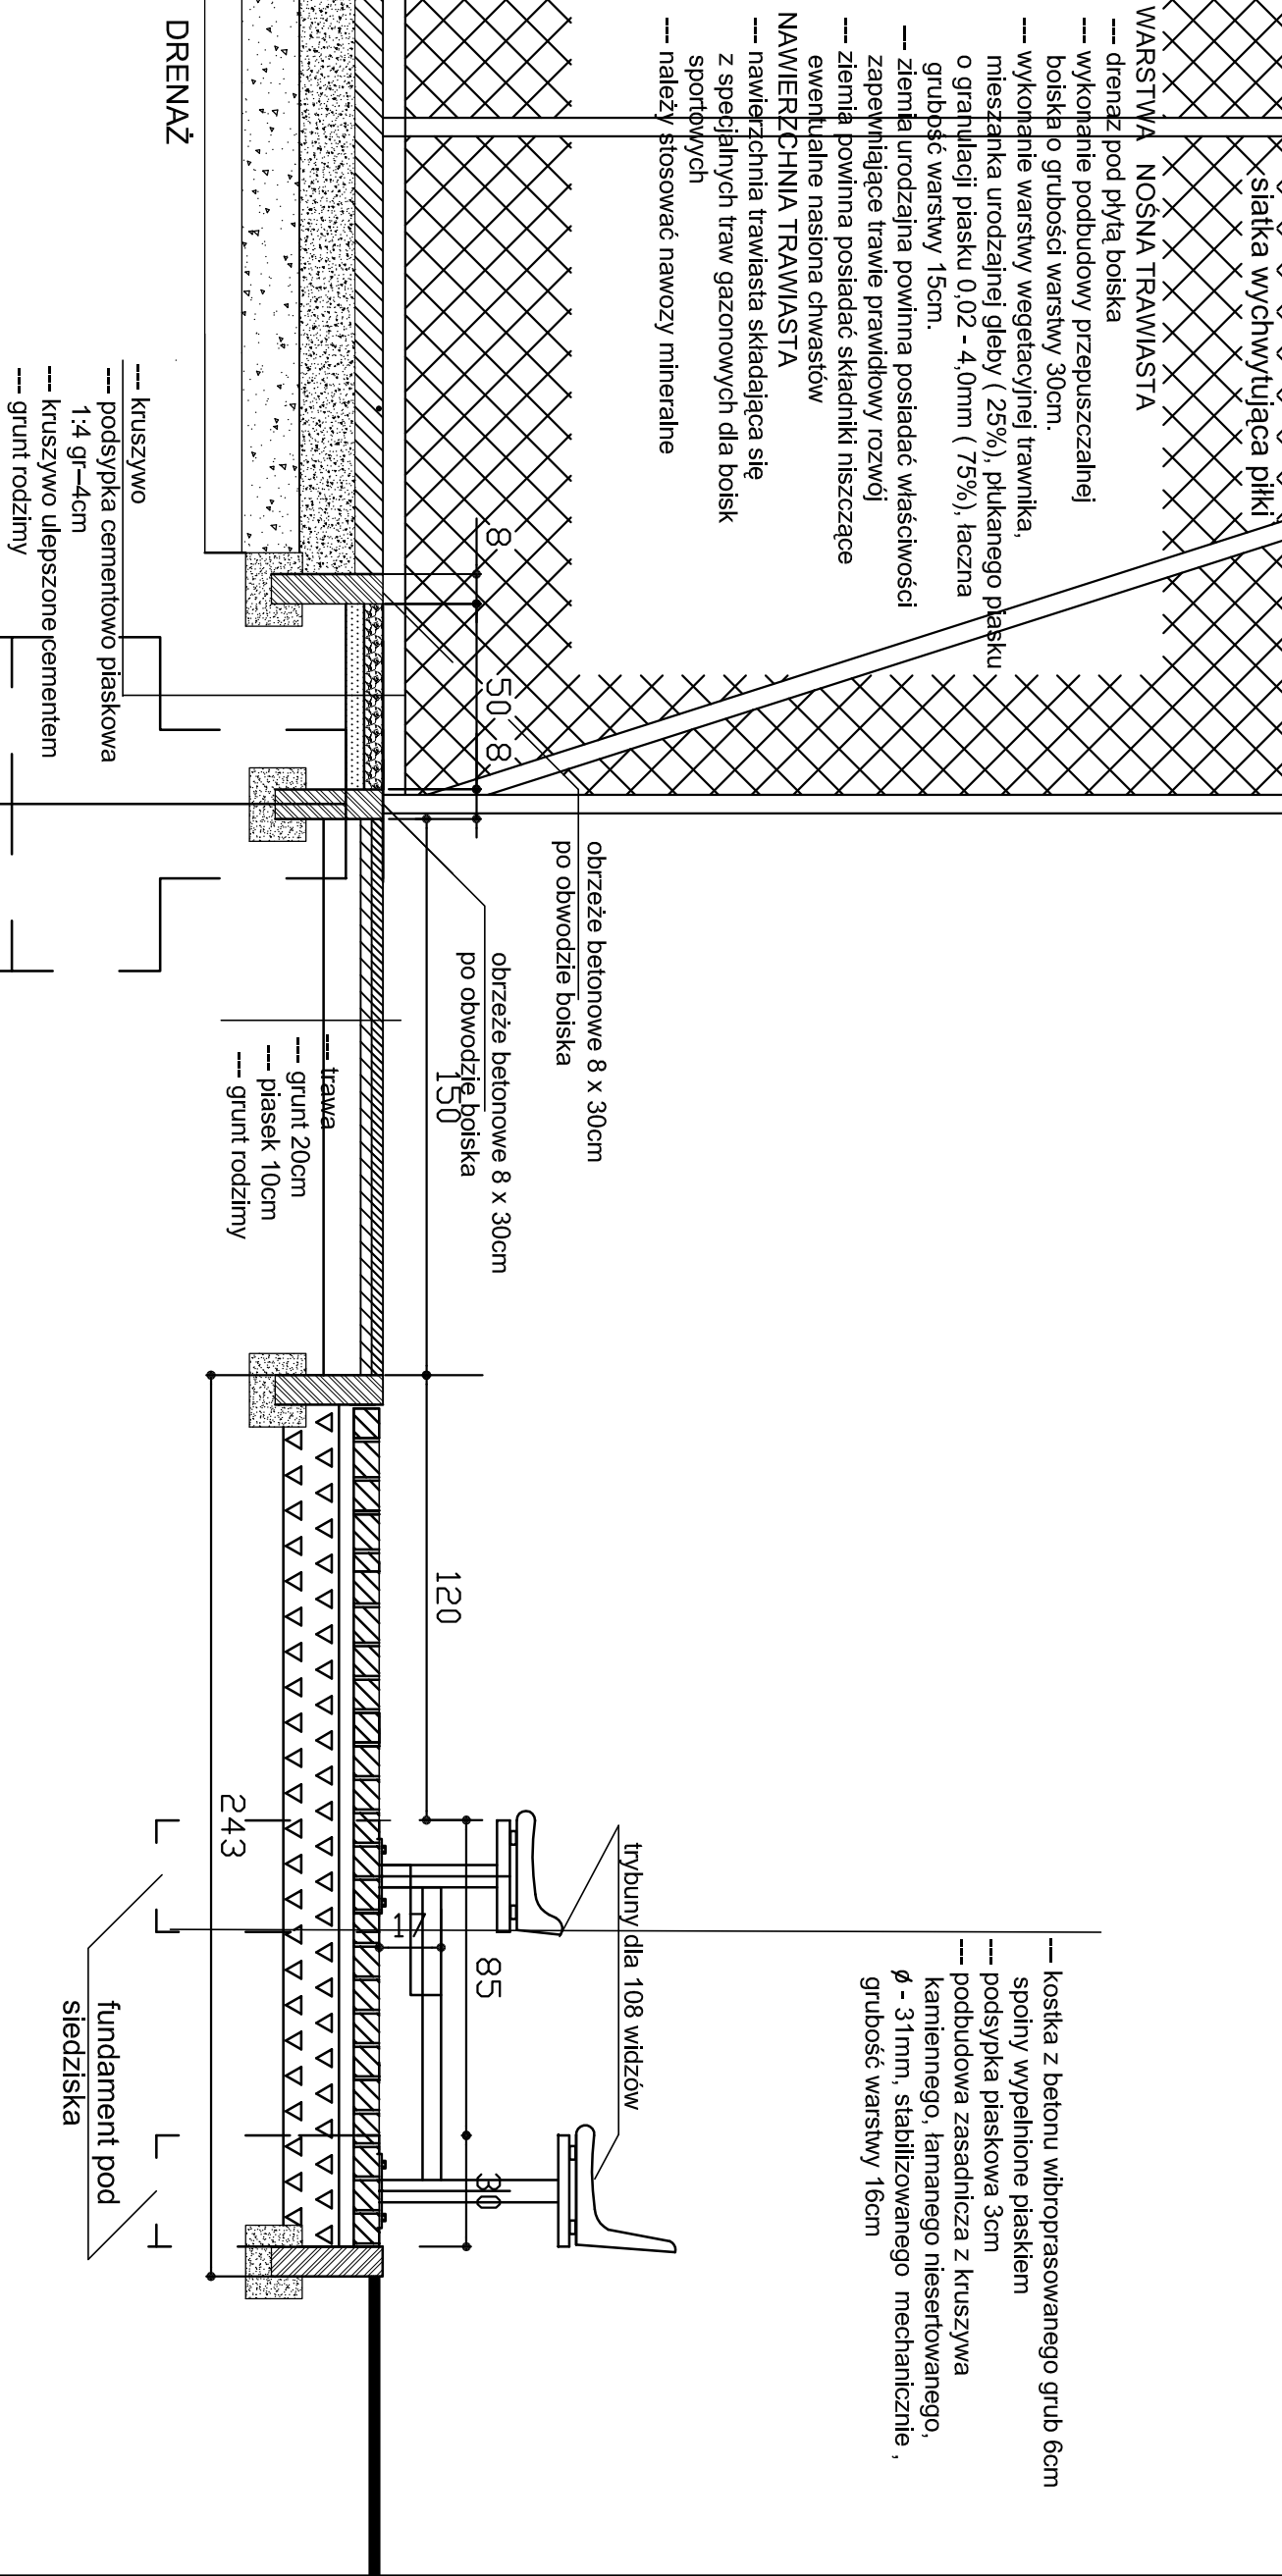 siatka wychwytująca piłki
WARSTWA NOŚNA TRAWIASTA
--- drenaż pod płytą boiska
--- wykonanie podbudowy przepuszczalnej
boiska o grubości warstwy 30cm.
--- wykonanie warstwy wegetacyjnej trawnika,
mieszanka urodzajnej gleby ( 25%), płukanego piasku
o granulacji piasku 0,02 - 4,0mm ( 75%), łaczna
grubość warstwy 15cm.
--- ziemia urodzajna powinna posiadać właściwości
zapewniające trawie prawidłowy rozwój
--- ziemia powinna posiadać składniki niszczące
ewentualne nasiona chwastów
NAWIERZCHNIA TRAWIASTA
--- nawierzchnia trawiasta składająca się
z specjalnych traw gazonowych dla boisk
sportowych
--- należy stosować nawozy mineralne
8
50
8
DRENAŻ
--- kruszywo
--- podsypka cementowo piaskowa
1:4 gr--4cm
--- kruszywo ulepszone cementem
--- grunt rodzimy
obrzeże betonowe 8 x 30cm
po obwodzie boiska
obrzeże betonowe 8 x 30cm
po obwodzie boiska
150
--- trawa
--- grunt 20cm
--- piasek 10cm
--- grunt rodzimy
120
243
trybuny dla 108 widzów
17
85
30
--- kostka z betonu wibroprasowanego grub 6cm
spoiny wypelnione piaskiem
--- podsypka piaskowa 3cm
--- podbudowa zasadnicza z kruszywa
kamiennego, łamanego niesertowanego,
ø - 31mm, stabilizowanego mechanicznie ,
grubość warstwy 16cm
fundament pod
siedziska